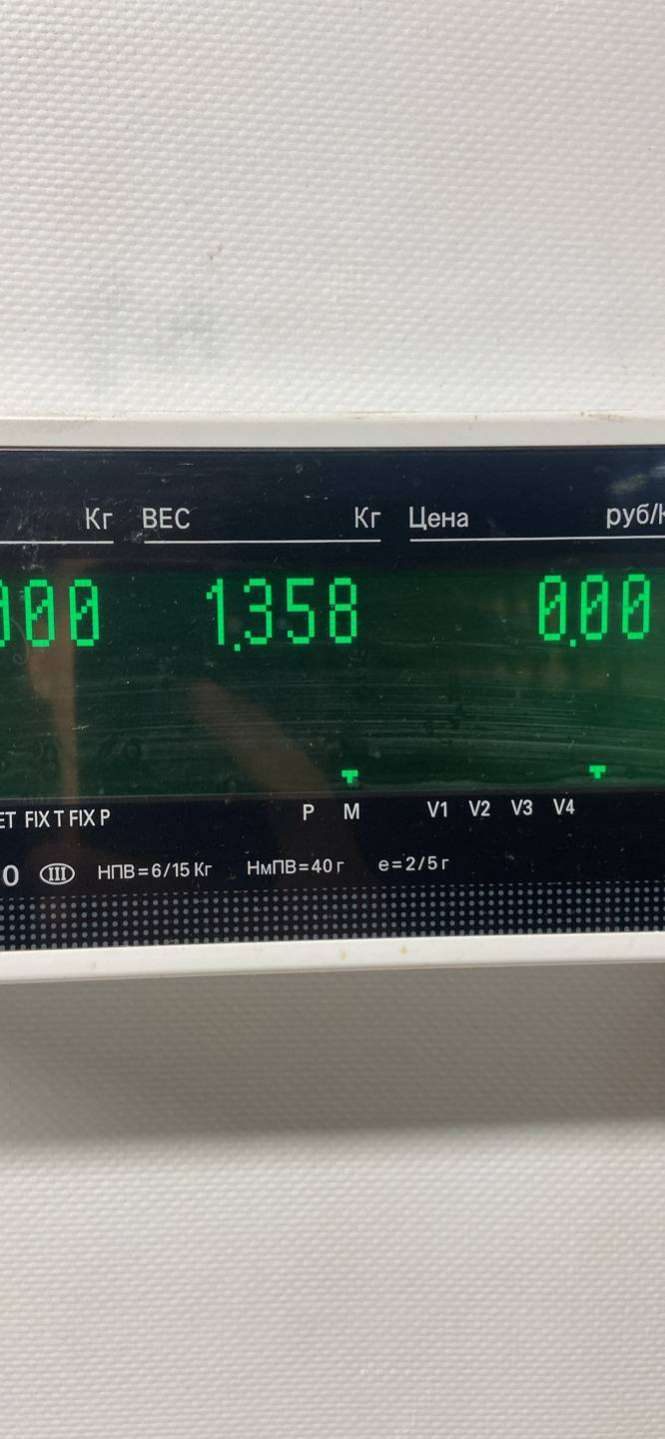 Кг ВЕС Кг Цена руб/К
000 1.358 0.00
ET FIX T FIX P P M V1 V2 V3 V4
0 III НПВ=6/15 Кг НмПВ=40 г e=2/5 г